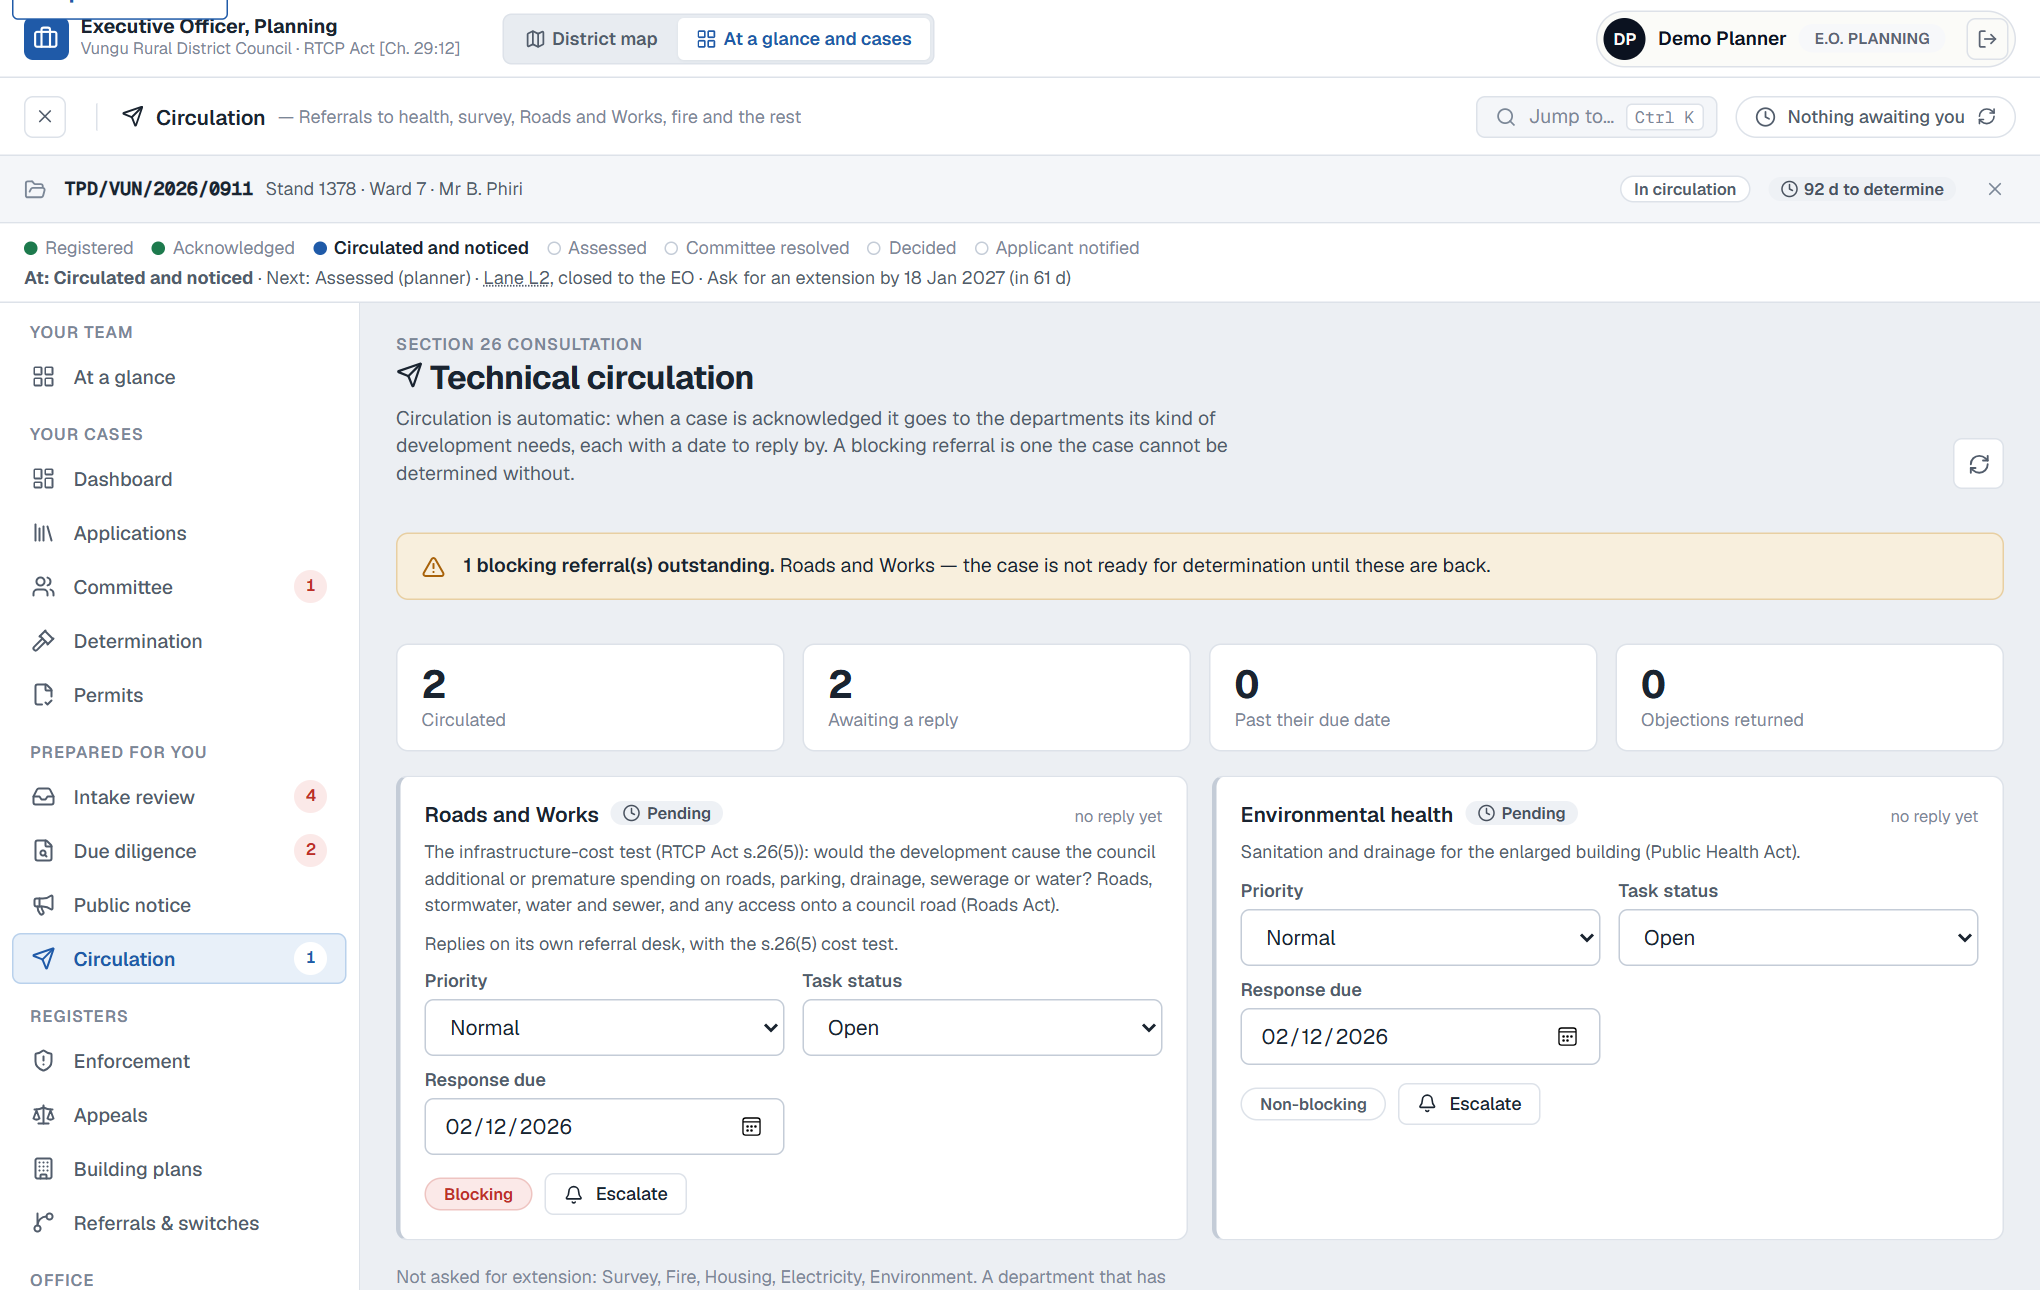 Executive Officer, Planning
Vungu Rural District Council · RTCP Act [Ch. 29:12]
District map
At a glance and cases
DP
Demo Planner
E.O. PLANNING
Circulation
— Referrals to health, survey, Roads and Works, fire and the rest
Jump to...
Ctrl K
Nothing awaiting you
TPD/VUN/2026/0911
Stand 1378 · Ward 7 · Mr B. Phiri
In circulation
92 d to determine
Registered
Acknowledged
Circulated and noticed
Assessed
Committee resolved
Decided
Applicant notified
At: Circulated and noticed · Next: Assessed (planner) · Lane L2, closed to the EO · Ask for an extension by 18 Jan 2027 (in 61 d)
YOUR TEAM
At a glance
YOUR CASES
Dashboard
Applications
Committee
1
Determination
Permits
PREPARED FOR YOU
Intake review
4
Due diligence
2
Public notice
Circulation
1
REGISTERS
Enforcement
Appeals
Building plans
Referrals & switches
OFFICE
SECTION 26 CONSULTATION
Technical circulation
Circulation is automatic: when a case is acknowledged it goes to the departments its kind of
development needs, each with a date to reply by. A blocking referral is one the case cannot be
determined without.
1 blocking referral(s) outstanding. Roads and Works — the case is not ready for determination until these are back.
2
Circulated
2
Awaiting a reply
0
Past their due date
0
Objections returned
Roads and Works
Pending
no reply yet
The infrastructure-cost test (RTCP Act s.26(5)): would the development cause the council
additional or premature spending on roads, parking, drainage, sewerage or water? Roads,
stormwater, water and sewer, and any access onto a council road (Roads Act).
Replies on its own referral desk, with the s.26(5) cost test.
Priority
Task status
Normal
Open
Response due
02/12/2026
Blocking
Escalate
Environmental health
Pending
no reply yet
Sanitation and drainage for the enlarged building (Public Health Act).
Priority
Task status
Normal
Open
Response due
02/12/2026
Non-blocking
Escalate
Not asked for extension: Survey, Fire, Housing, Electricity, Environment. A department that has